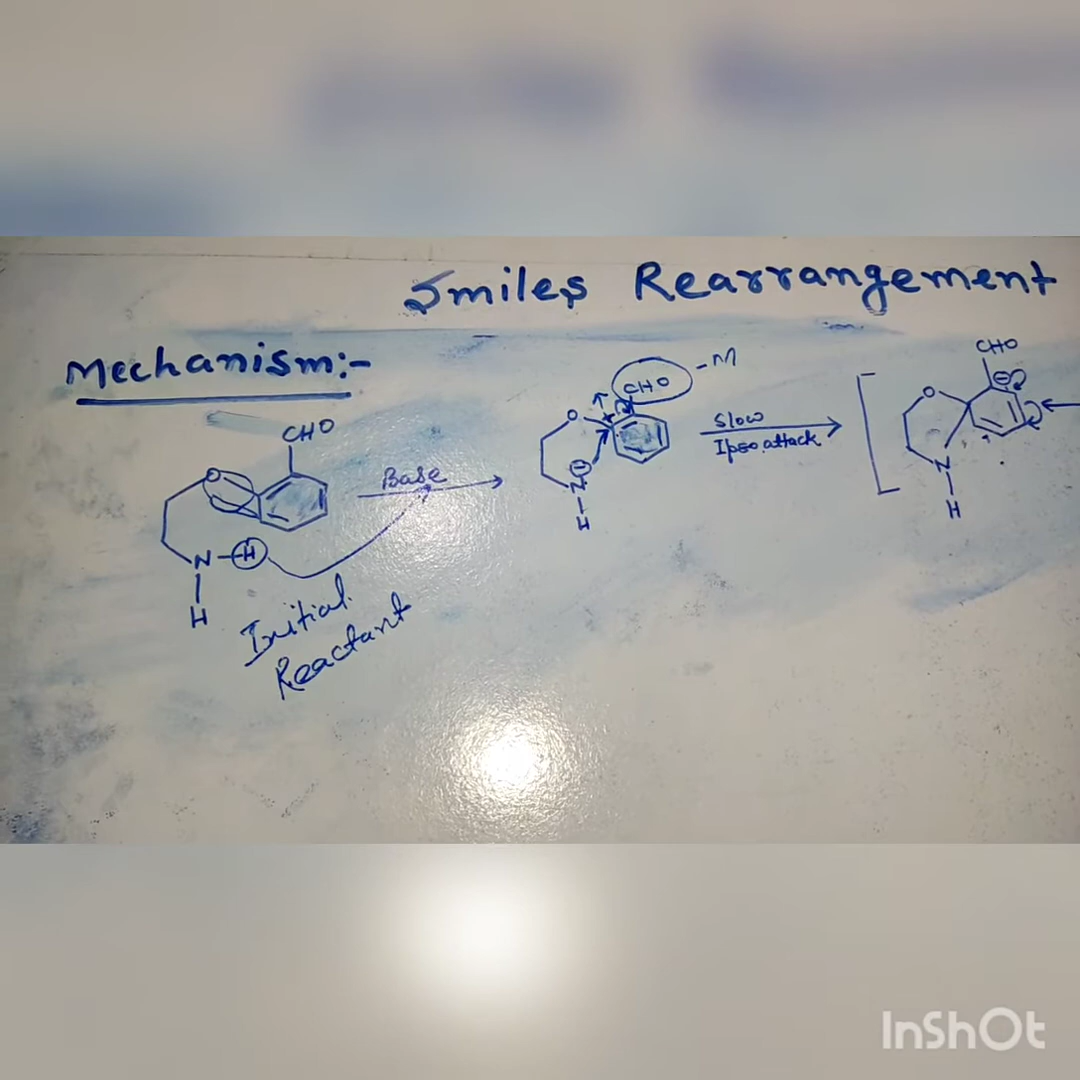 Smiles Rearrangement
Mechanism:-
CHO
O
N-H
H
Initial
Reactant
Base
CHO
-M
O
⊖
N
H
Slow
Ipso attack
CHO
O
⊖
N
H
InShOt